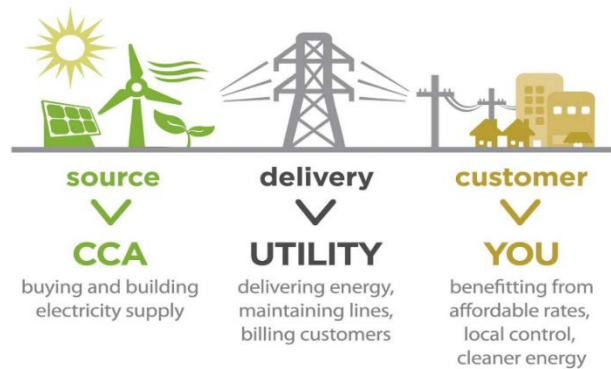 source
CCA
buying and building
electricity supply
delivery
UTILITY
delivering energy,
maintaining lines,
billing customers
customer
YOU
benefitting from
affordable rates,
local control,
cleaner energy